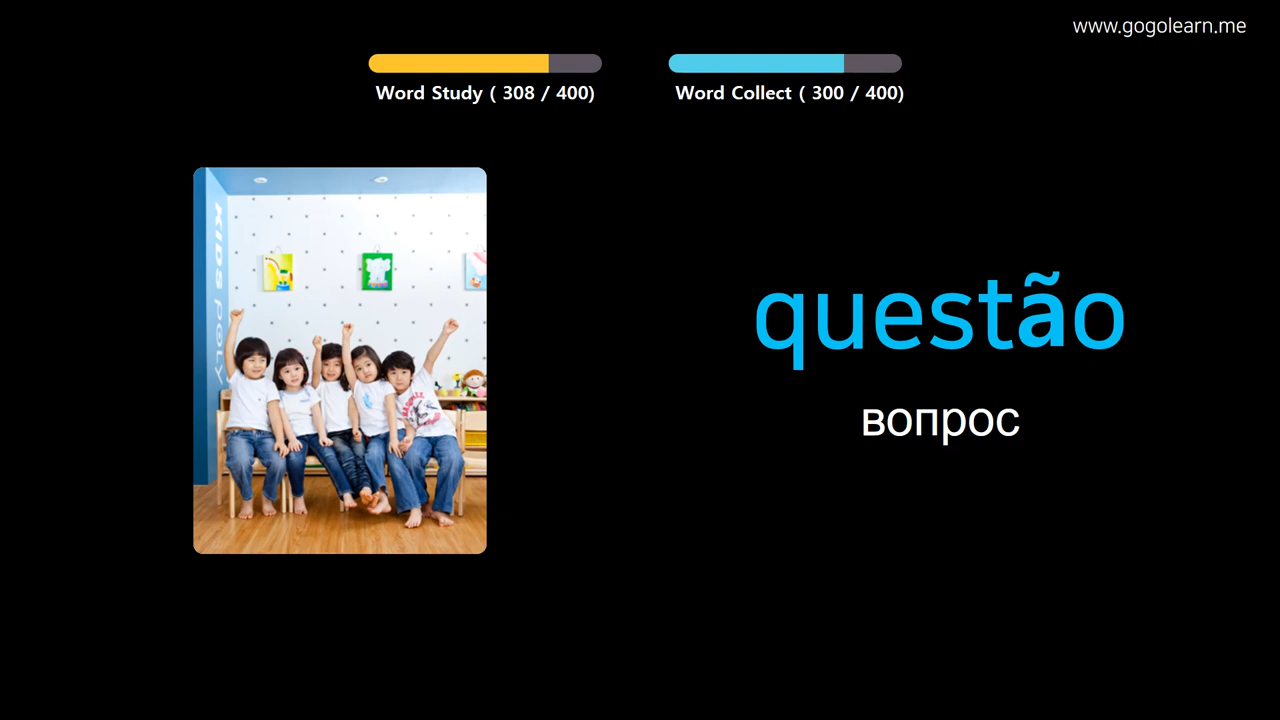 www.gogolearn.me
Word Study ( 308 / 400)
Word Collect ( 300 / 400)
KIDS POLY
questão
вопрос